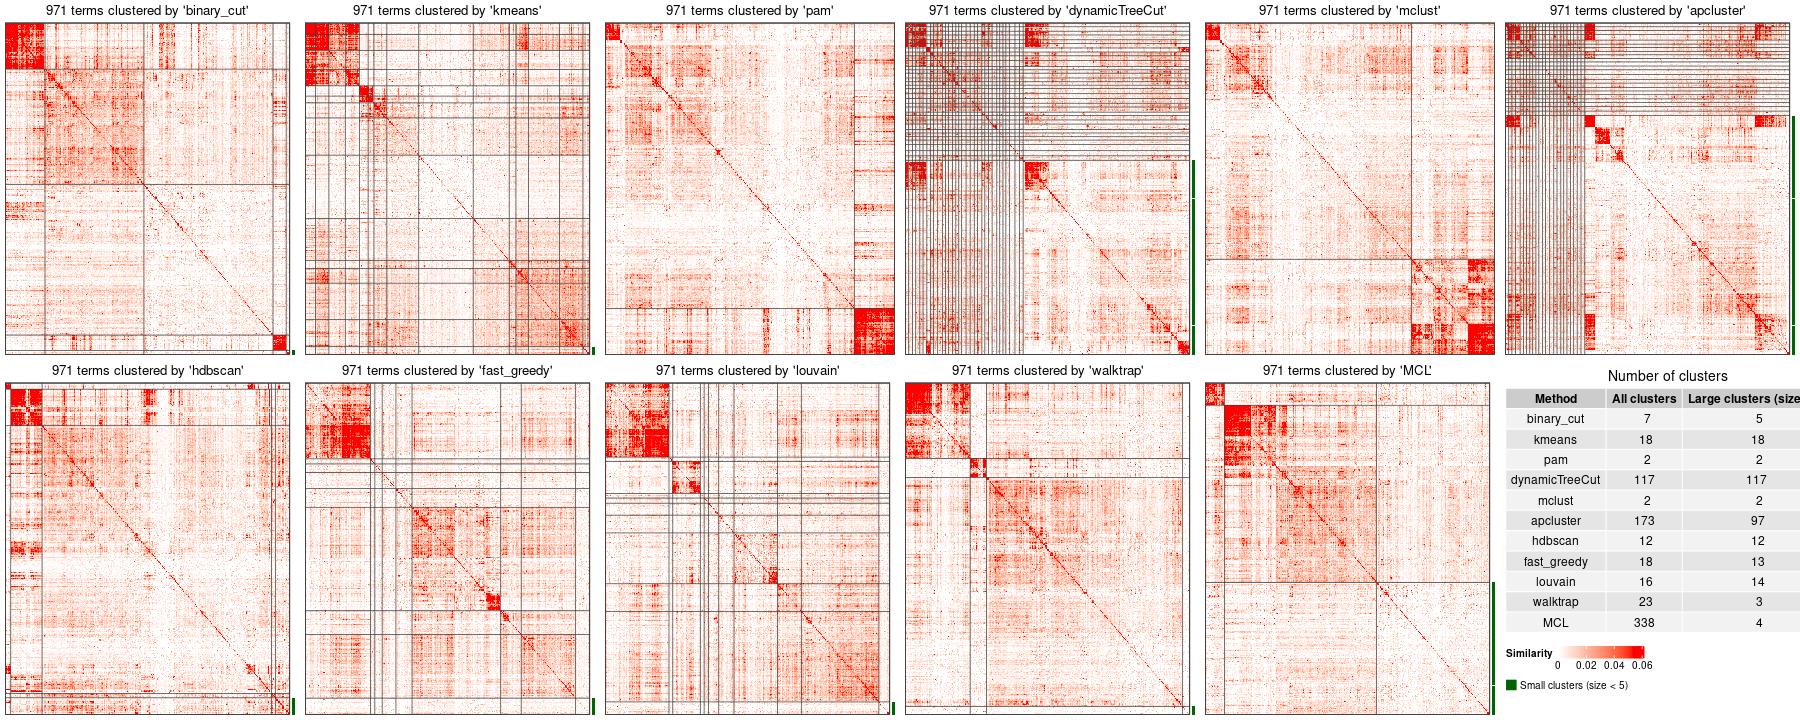 971 terms clustered by 'binary_cut'
971 terms clustered by 'kmeans'
971 terms clustered by 'pam'
971 terms clustered by 'dynamicTreeCut'
971 terms clustered by 'mclust'
971 terms clustered by 'apcluster'
971 terms clustered by 'hdbscan'
971 terms clustered by 'fast_greedy'
971 terms clustered by 'louvain'
971 terms clustered by 'walktrap'
971 terms clustered by 'MCL'
Number of clusters
Method All clusters Large clusters (size
binary_cut 7 5
kmeans 18 18
pam 2 2
dynamicTreeCut 117 117
mclust 2 2
apcluster 173 97
hdbscan 12 12
fast_greedy 18 13
louvain 16 14
walktrap 23 3
MCL 338 4
Similarity
0 0.02 0.04 0.06
Small clusters (size < 5)